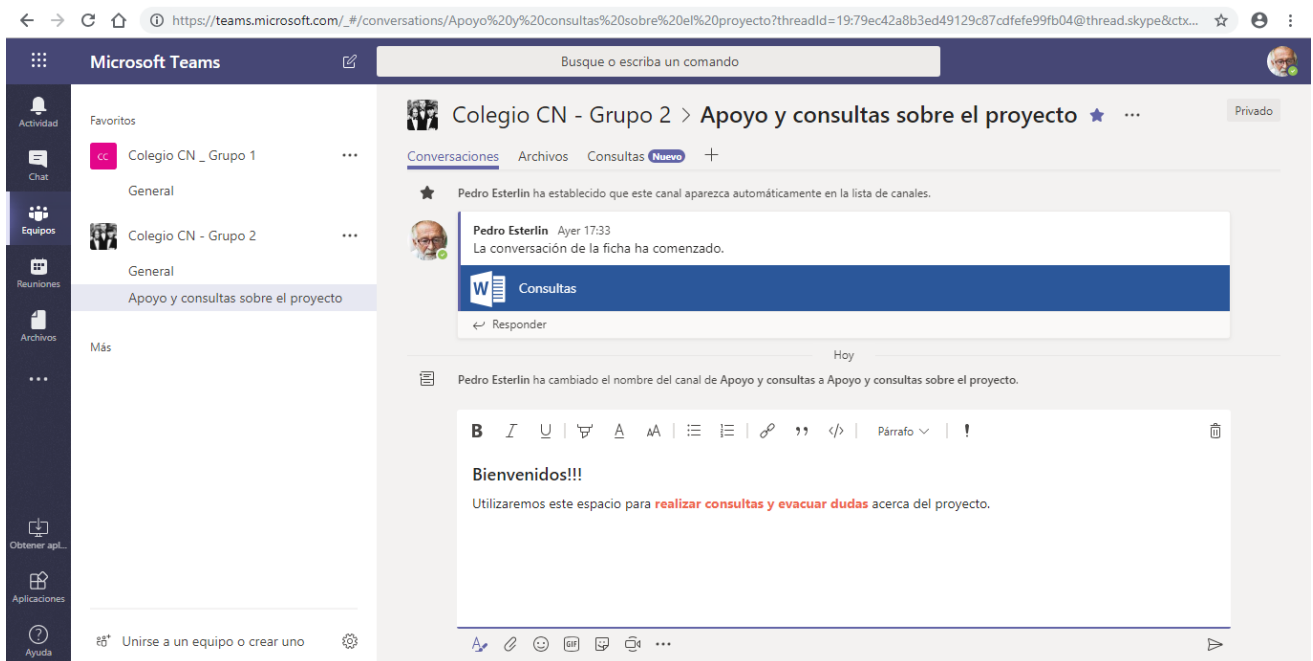 https://teams.microsoft.com/_#/conversations/Apoyo%20y%20consultas%20sobre%20el%20proyecto?threadId=19:79ec42a8b3ed49129c87cdfefe99fb04@thread.skype&ctx...
Microsoft Teams
Busque o escriba un comando
Actividad
Chat
Equipos
Reuniones
Archivos
Obtener apl...
Aplicaciones
Ayuda
Favoritos
CC Colegio CN _ Grupo 1
General
Colegio CN - Grupo 2
General
Apoyo y consultas sobre el proyecto
Más
Unirse a un equipo o crear uno
Colegio CN - Grupo 2 > Apoyo y consultas sobre el proyecto
Privado
Conversaciones Archivos Consultas Nuevo
Pedro Esterlin ha establecido que este canal aparezca automáticamente en la lista de canales.
Pedro Esterlin Ayer 17:33
La conversación de la ficha ha comenzado.
W Consultas
Responder
Hoy
Pedro Esterlin ha cambiado el nombre del canal de Apoyo y consultas a Apoyo y consultas sobre el proyecto.
B I U A AA Párrafo !
Bienvenidos!!!
Utilizaremos este espacio para realizar consultas y evacuar dudas acerca del proyecto.
A GIF